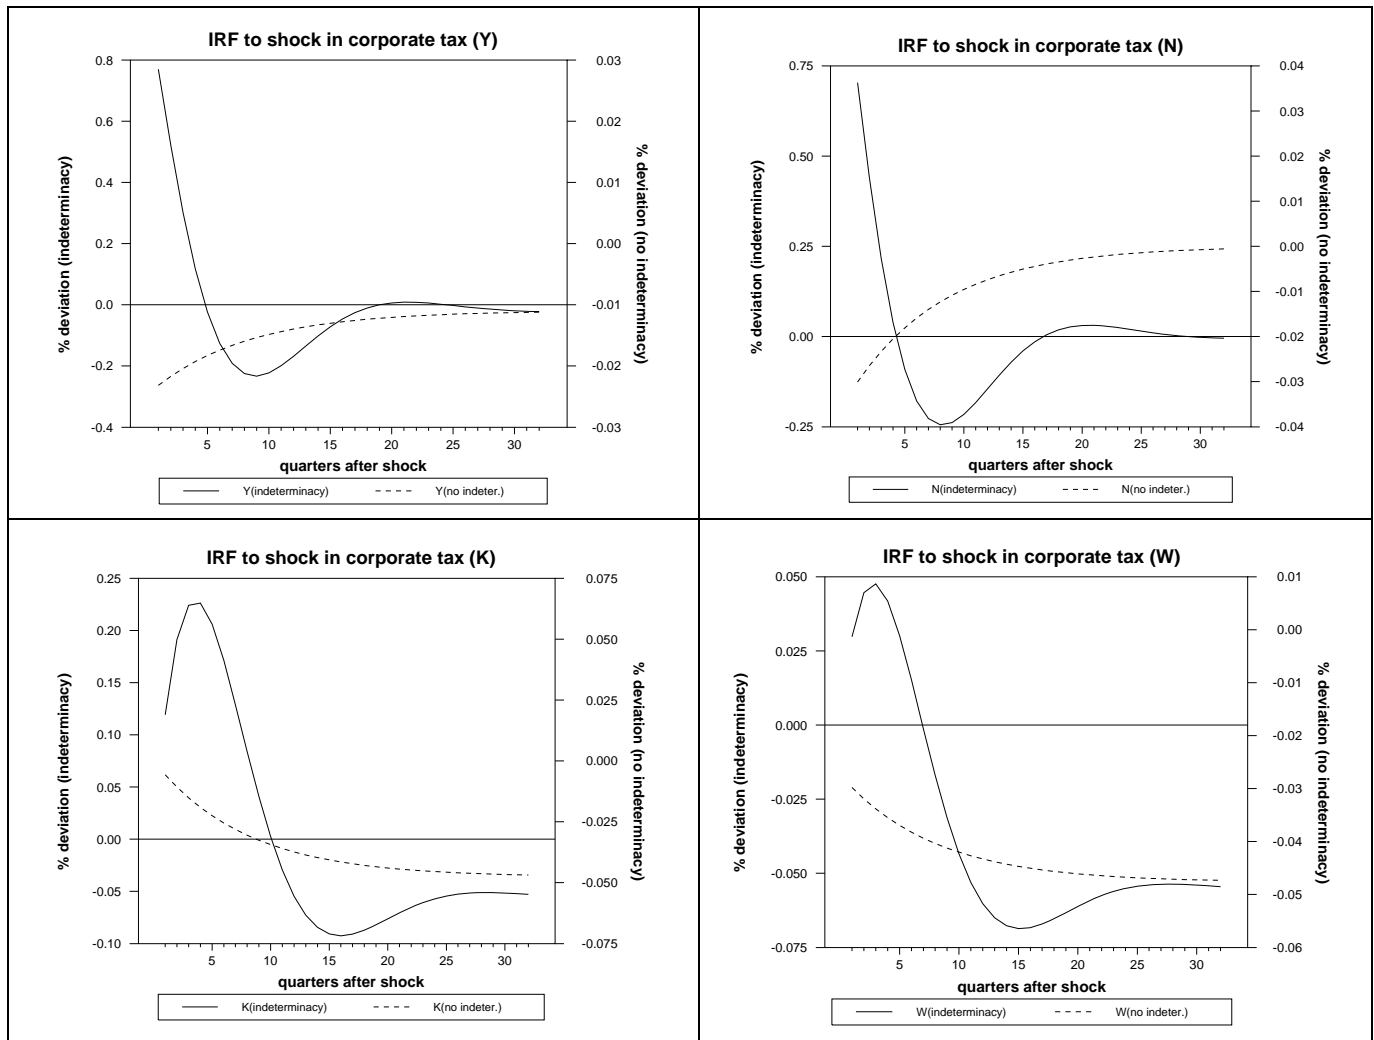 IRF to shock in corporate tax (Y)
% deviation (indeterminacy)
0.8
0.6
0.4
0.2
0.0
-0.2
-0.4
0.03
0.02
0.01
0.00
-0.01
-0.02
-0.03
% deviation (no indeterminacy)
5 10 15 20 25 30
quarters after shock
Y(indeterminacy) Y(no indeter.)
IRF to shock in corporate tax (N)
% deviation (indeterminacy)
0.75
0.50
0.25
0.00
-0.25
0.04
0.03
0.02
0.01
0.00
-0.01
-0.02
-0.03
-0.04
% deviation (no indeterminacy)
5 10 15 20 25 30
quarters after shock
N(indeterminacy) N(no indeter.)
IRF to shock in corporate tax (K)
% deviation (indeterminacy)
0.25
0.20
0.15
0.10
0.05
0.00
-0.05
-0.10
0.075
0.050
0.025
0.000
-0.025
-0.050
-0.075
% deviation (no indeterminacy)
5 10 15 20 25 30
quarters after shock
K(indeterminacy) K(no indeter.)
IRF to shock in corporate tax (W)
% deviation (indeterminacy)
0.050
0.025
0.000
-0.025
-0.050
-0.075
0.01
0.00
-0.01
-0.02
-0.03
-0.04
-0.05
-0.06
% deviation (no indeterminacy)
5 10 15 20 25 30
quarters after shock
W(indeterminacy) W(no indeter.)